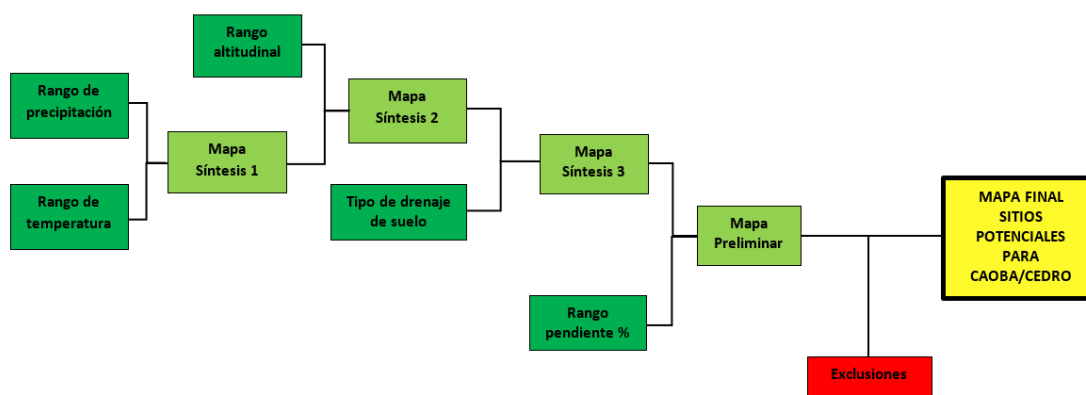 Rango
altitudinal
Rango de
precipitación
Mapa
Síntesis 1
Rango de
temperatura
Mapa
Síntesis 2
Tipo de drenaje
de suelo
Mapa
Síntesis 3
Rango
pendiente %
Mapa
Preliminar
Exclusiones
MAPA FINAL
SITIOS
POTENCIALES
PARA
CAOBA/CEDRO